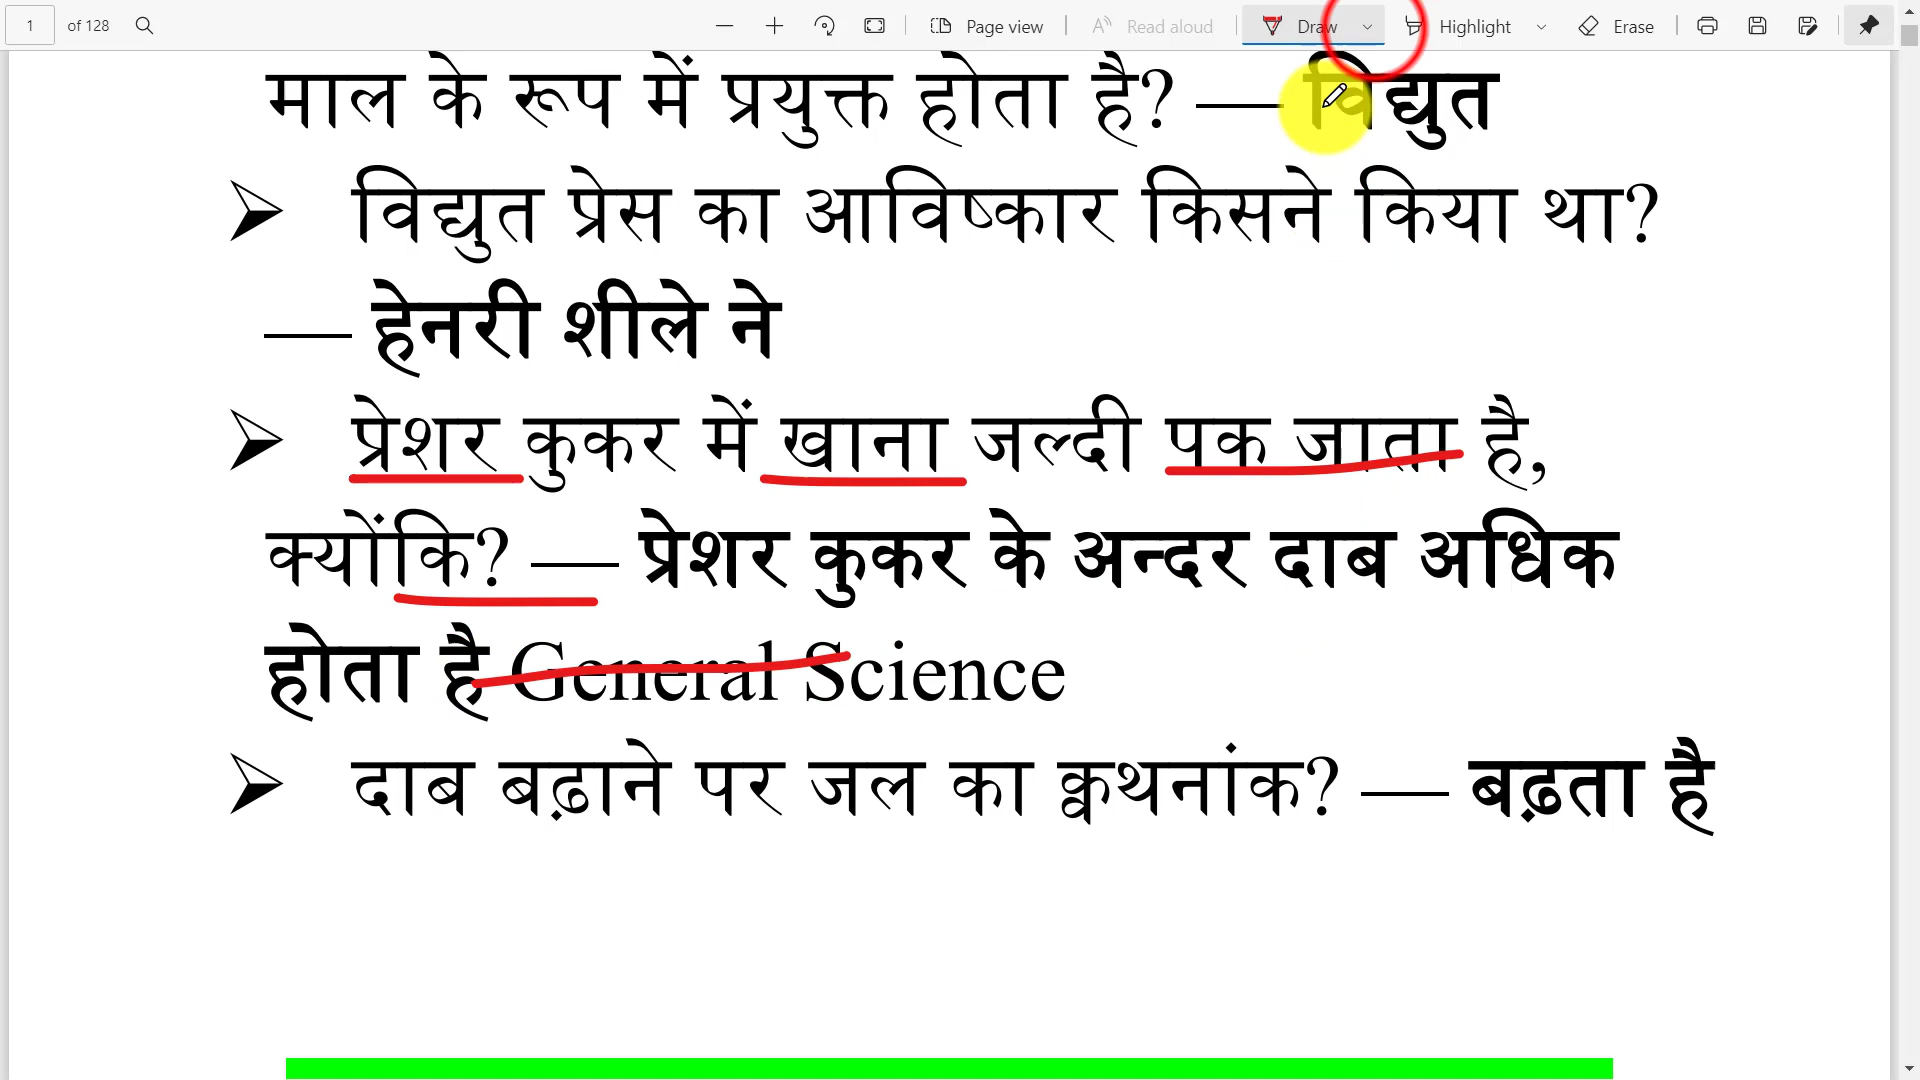 1 of 128 Page view Read aloud Draw Highlight Erase
माल के रूप में प्रयुक्त होता है? — विद्युत
➢ विद्युत प्रेस का आविष्कार किसने किया था?
— हेनरी शीले ने
➢ प्रेशर कुकर में खाना जल्दी पक जाता है,
क्योंकि? — प्रेशर कुकर के अन्दर दाब अधिक
होता है General Science
➢ दाब बढ़ाने पर जल का क्वथनांक? — बढ़ता है